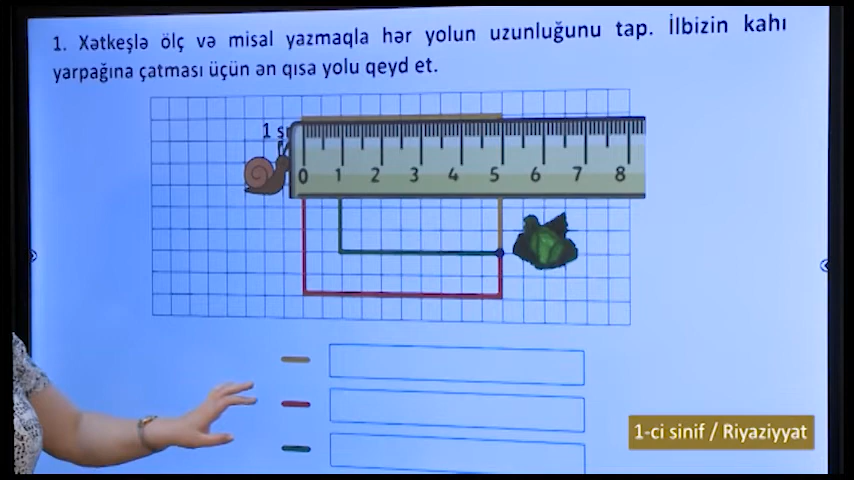 1. Xətkeşlə ölç və misal yazmaqla hər yolun uzunluğunu tap. İlbizin kahı
yarpağına çatması üçün ən qısa yolu qeyd et.
1 s
0 1 2 3 4 5 6 7 8
1-ci sinif / Riyaziyyat